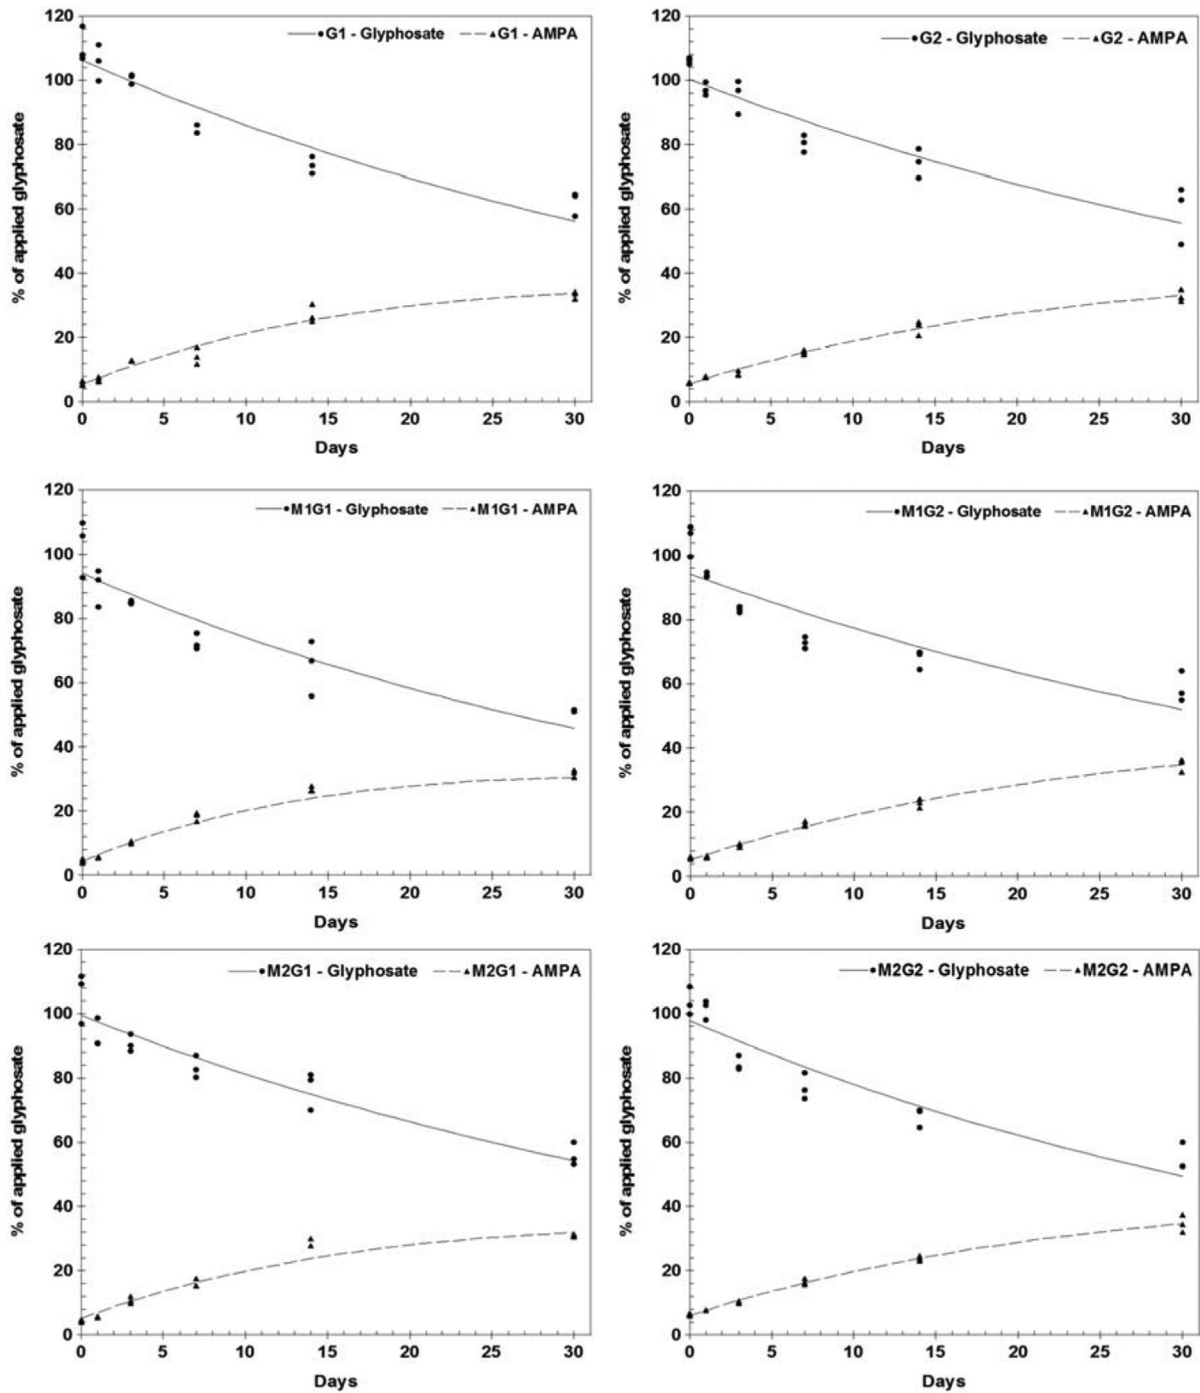 G1 - Glyphosate G1 - AMPA
% of applied glyphosate
120
100
80
60
40
20
0
0 5 10 15 20 25 30
Days
G2 - Glyphosate G2 - AMPA
% of applied glyphosate
120
100
80
60
40
20
0
0 5 10 15 20 25 30
Days
M1G1 - Glyphosate M1G1 - AMPA
% of applied glyphosate
120
100
80
60
40
20
0
0 5 10 15 20 25 30
Days
M1G2 - Glyphosate M1G2 - AMPA
% of applied glyphosate
120
100
80
60
40
20
0
0 5 10 15 20 25 30
Days
M2G1 - Glyphosate M2G1 - AMPA
% of applied glyphosate
120
100
80
60
40
20
0
0 5 10 15 20 25 30
Days
M2G2 - Glyphosate M2G2 - AMPA
% of applied glyphosate
120
100
80
60
40
20
0
0 5 10 15 20 25 30
Days